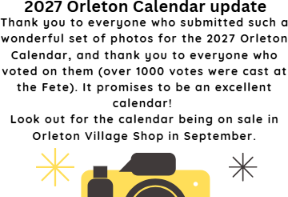 2027 Orleton Calendar update
Thank you to everyone who submitted such a
wonderful set of photos for the 2027 Orleton
Calendar, and thank you to everyone who
voted on them (over 1000 votes were cast at
the Fete). It promises to be an excellent
calendar!
Look out for the calendar being on sale in
Orleton Village Shop in September.